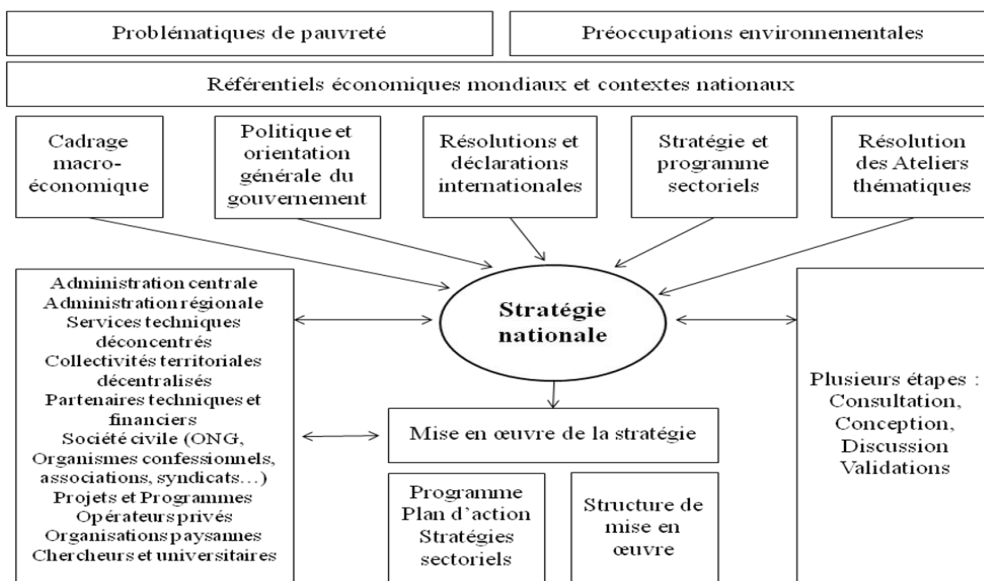 Problématiques de pauvreté
Préoccupations environnementales
Référentiels économiques mondiaux et contextes nationaux
Cadrage
macro-
économique
Politique et
orientation
générale du
gouvernement
Résolutions et
déclarations
internationales
Stratégie et
programme
sectoriels
Résolution
des Ateliers
thématiques
Administration centrale
Administration régionale
Services techniques
déconcentrés
Collectivités territoriales
décentralisés
Partenaires techniques et
financiers
Société civile (ONG,
Organismes confessionnels,
associations, syndicats…)
Projets et Programmes
Opérateurs privés
Organisations paysannes
Chercheurs et universitaires
Stratégie
nationale
Plusieurs étapes :
Consultation,
Conception,
Discussion
Validations
Mise en œuvre de la stratégie
Programme
Plan d’action
Stratégies
sectoriels
Structure de
mise en
œuvre